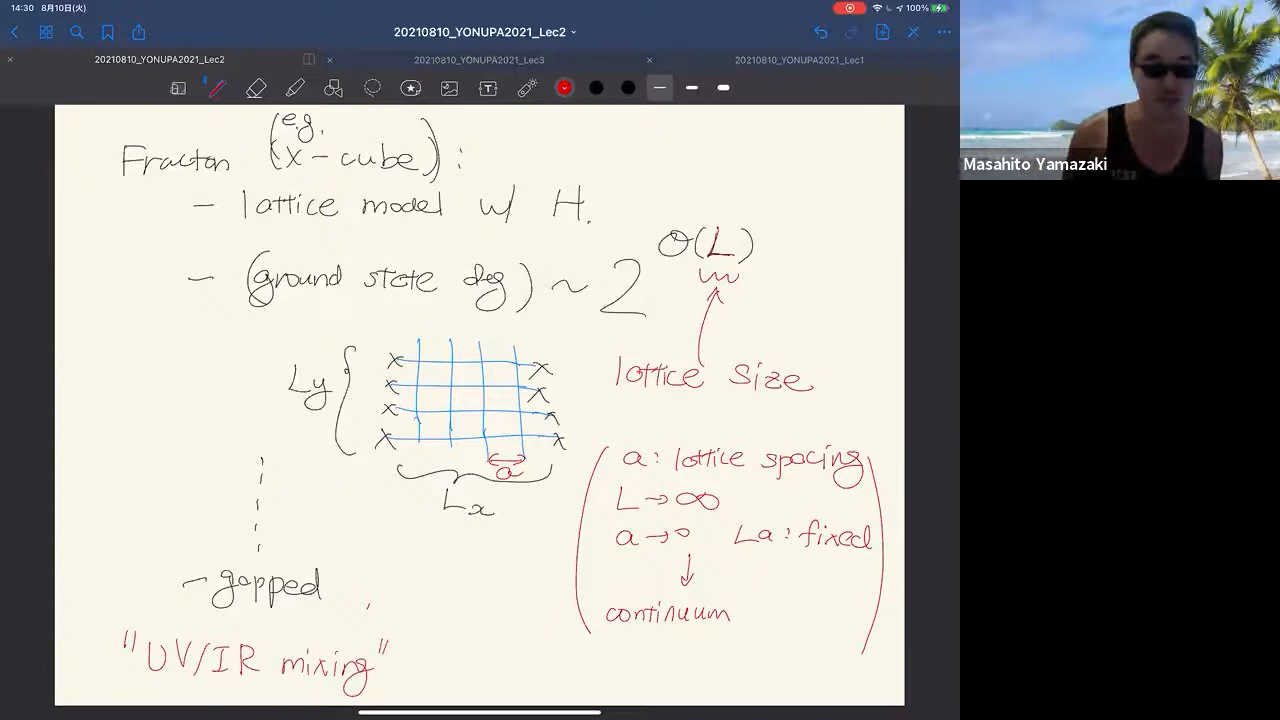 14:30 8月10日(火)
100%
20210810_YONUPA2021_Lec2
20210810_YONUPA2021_Lec2
20210810_YONUPA2021_Lec3
20210810_YONUPA2021_Lec1
Masahito Yamazaki
Fracton (e.g. X-cube) :
- lattice model w/ H.
- (ground state deg) ~ 2^O(L)
lattice size
Ly
a
Lx
a : lattice spacing
L → ∞
a → 0 La : fixed
↓
continuum
- gapped
"UV/IR mixing"